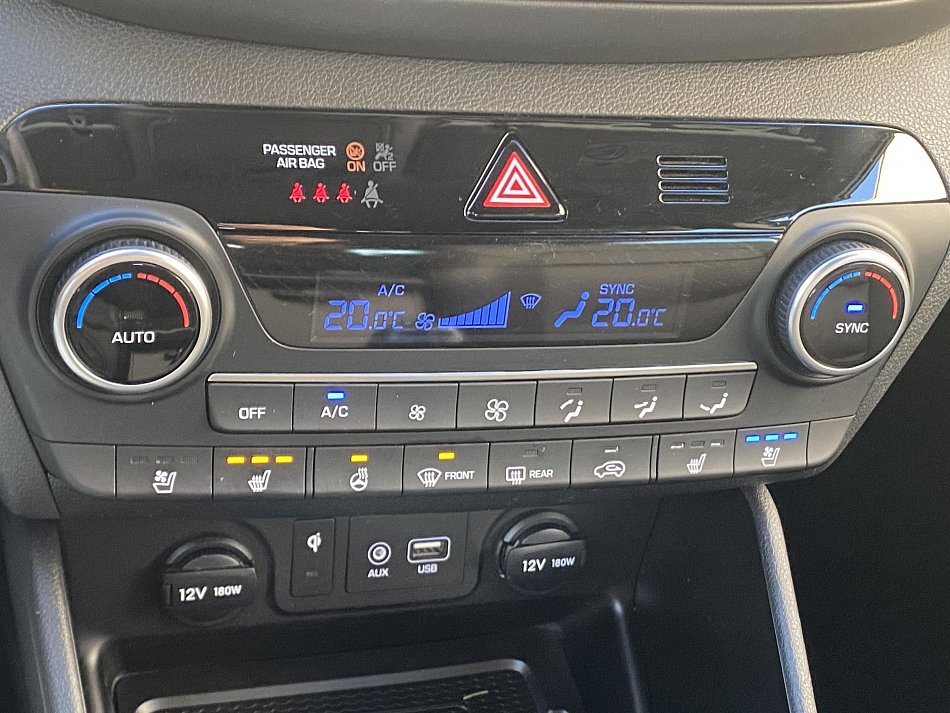 PASSENGER
AIR BAG
ON
OFF
A/C
20.0°C
SYNC
20.0°C
AUTO
SYNC
OFF
A/C
FRONT
REAR
12V 180W
AUX
USB
12V 180W